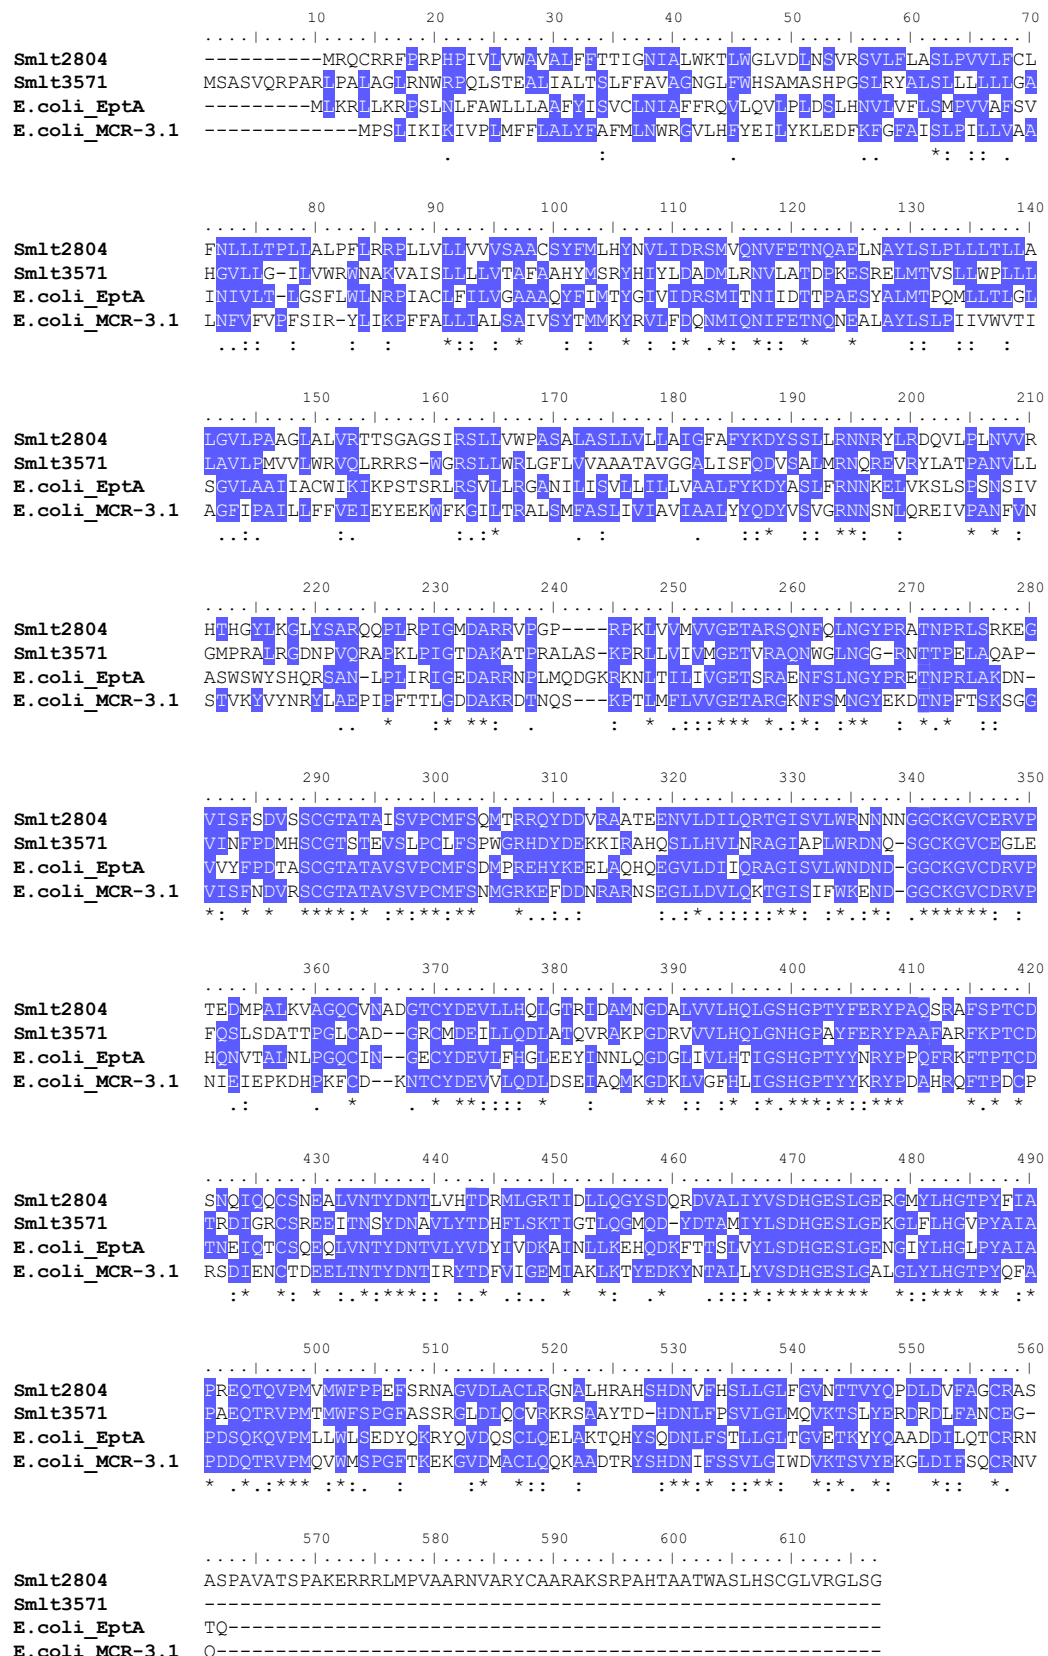 10 20 30 40 50 60 70
....|....|....|....|....|....|....|....|....|....|....|....|....|....|
Smlt2804 ----------MRQCRRFPRPHPIVLVWAVALFFTTIGNIALWKTLWGLVDLNSVRSVLFLASLPVVLFCL
Smlt3571 MSASVQRPARLPALAGLRNWRPQLSTEALIALTSLFFAVAGNGLFWHSAMASHPGSLRYALSLLLLLLGA
E.coli_EptA ---------MLKRLLKRPSLNLFAWLLLAAFYISVCLNIAFFRQVLQVLPLDSLHNVLVFLSMPVVAFSV
E.coli_MCR-3.1 -------------MPSLIKIKIVPLMFFLALYFAFMLNWRGVLHFYEILYKLEDFKFGFAISLPILLVAA
. : . .. *: :: .
80 90 100 110 120 130 140
....|....|....|....|....|....|....|....|....|....|....|....|....|....|
Smlt2804 FNLLLTPLLALPFLRRPLLVLLVVVSAACSYFMLHYNVLIDRSMVQNVFETNQAELNAYLSLPLLLTLLA
Smlt3571 HGVLLG-ILVWRWNAKVAISLLLLVTAFAAHYMSRYHIYLDADMLRNVLATDPKESRELMTVSLLWPLLL
E.coli_EptA INIVLT-LGSFLWLNRPIACLFILVGAAAQYFIMTYGIVIDRSMITNIIDTTPAESYALMTPQMLLTLGL
E.coli_MCR-3.1 LNFVFVPFSIR-YLIKPFFALLIALSAIVSYTMMKYRVLFDQNMIQNIFETNQNEALAYLSLPIIVWVTI
..:: : : : *:: : : : * : * .* :: * : :: :: :
150 160 170 180 190 200 210
....|....|....|....|....|....|....|....|....|....|....|....|....|....|
Smlt2804 LGVLPAAGLALVRTTSGAGSIRSLLVWPASALASLLVLLAIGFAFYKDYSSLLRNNRYLRDQVLPLNVVR
Smlt3571 LAVLPMVVLWRVQLRRRS-WGRSLLWRLGFLVVAAATAVGGALISFQDVSALMRNQREVRYLATPANVLL
E.coli_EptA SGVLAAIIACWIKIKPSTSRLRSVLLRGANILISVLLILLVAALFYKDYASLFRNNKELVKSLSPSNSIV
E.coli_MCR-3.1 AGFIPAILLFFVEIEYEEKWFKGILTRALSMFASLIVIAVIAALYYQDYVSVGRNNSNLQREIVPANFVN
..:. :. :.:* : : : ::* :: **: : * * :
220 230 240 250 260 270 280
....|....|....|....|....|....|....|....|....|....|....|....|....|....|
Smlt2804 HTHGYLKGLYSARQQPLRPIGMDARRVPGP----RPKLVVMVVGETARSQNFQLNGYPRATNPRLSRKEG
Smlt3571 GMPRALRGDNPVQRAPKLPIGTDAKATPRALAS-KPRLLVIVMGETVRAQNWGLNGG-RNTTPELAQAP-
E.coli_EptA ASWSWYSHQRSAN-LPLIRIGEDARRNPLMQDGKRKNLTILIVGETSRAENFSLNGYPRETNPRLAKDN-
E.coli_MCR-3.1 STVKYVYNRYLAEPIPFTTLGDDAKRDTNQS---KPTLMFLVVGETARGKNFSMNGYEKDTNPFTSKSGG
.. * :* **: . : * .:::*** *.:*: :** : *.* ::
290 300 310 320 330 340 350
....|....|....|....|....|....|....|....|....|....|....|....|....|....|
Smlt2804 VISFSDVSSCGTATAISVPCMFSQMTRRQYDDVRAATEENVLDILQRTGISVLWRNNNNGGCKGVCERVP
Smlt3571 VINFPDMHSCGTSTEVSLPCLFSPWGRHDYDEKKIRAHQSLLHVLNRAGIAPLWRDNQ-SGCKGVCEGLE
E.coli_EptA VVYFPDTASCGTATAVSVPCMFSDMPREHYKEELAQHQEGVLDIIQRAGISVLWNDND-GGCKGVCDRVP
E.coli_MCR-3.1 VISFNDVRSCGTATAVSVPCMFSNMGRKEFDDNRARNSEGLLDVLQKTGISIFWKEND-GGCKGVCDRVP
*: * * ****:* :*:**:** *..:.: :.:*.:::::**: :*.:*: .******: :
360 370 380 390 400 410 420
....|....|....|....|....|....|....|....|....|....|....|....|....|....|
Smlt2804 TEDMPALKVAGQCVNADGTCYDEVLLHQLGTRIDAMNGDALVVLHQLGSHGPTYFERYPAQSRAFSPTCD
Smlt3571 FQSLSDATTPGLCAD--GRCMDEILLQDLATQVRAKPGDRVVVLHQLGNHGPAYFERYPAAFARFKPTCD
E.coli_EptA HQNVTALNLPGQCIN--GECYDEVLFHGLEEYINNLQGDGLIVLHTIGSHGPTYYNRYPPQFRKFTPTCD
E.coli_MCR-3.1 NIEIEPKDHPKFCD--KNTCYDEVVLQDLDSEIAQMKGDKLVGFHLIGSHGPTYYKRYPDAHRQFTPDCP
.: . * . * **:::: * : ** :: :* :*.***:*::*** *.* *
430 440 450 460 470 480 490
....|....|....|....|....|....|....|....|....|....|....|....|....|....|
Smlt2804 SNQIQQCSNEALVNTYDNTLVHTDRMLGRTIDLLQGYSDQRDVALIYVSDHGESLGERGMYLHGTPYFIA
Smlt3571 TRDIGRCSREEITNSYDNAVLYTDHFLSKTIGTLQGMQD-YDTAMIYLSDHGESLGEKGLFLHGVPYAIA
E.coli_EptA TNEIQTCSQEQLVNTYDNTVLYVDYIVDKAINLLKEHQDKFTTSLVYLSDHGESLGENGIYLHGLPYAIA
E.coli_MCR-3.1 RSDIENCTDEELTNTYDNTIRYTDFVIGEMIAKLKTYEDKYNTALLYVSDHGESLGALGLYLHGTPYQFA
:* *: * :.*:***:: :.* .:.. * *: .* .:::*:******** *::*** ** :*
500 510 520 530 540 550 560
....|....|....|....|....|....|....|....|....|....|....|....|....|....|
Smlt2804 PREQTQVPMVMWFPPEFSRNAGVDLACLRGNALHRAHSHDNVFHSLLGLFGVNTTVYQPDLDVFAGCRAS
Smlt3571 PAEQTRVPMTMWFSPGFASSRGLDLQCVRKRSAAYTD-HDNLFPSVLGLMQVKTSLYERDRDLFANCEG-
E.coli_EptA PDSQKQVPMLLWLSEDYQKRYQVDQSCLQELAKTQHYSQDNLFSTLLGLTGVETKYYQAADDILQTCRRN
E.coli_MCR-3.1 PDDQTRVPMQVWMSPGFTKEKGVDMACLQQKAADTRYSHDNIFSSVLGIWDVKTSVYEKGLDIFSQCRNV
* .*.:*** :*:. : :* *:: : :**:* ::**: *:*. *: *:: *.
570 580 590 600 610
....|....|....|....|....|....|....|....|....|....|....|..
Smlt2804 ASPAVATSPAKERRRLMPVAARNVARYCAARAKSRPAHTAATWASLHSCGLVRGLSG
Smlt3571 ---------------------------------------------------------
E.coli_EptA TQ-------------------------------------------------------
E.coli_MCR-3.1 Q--------------------------------------------------------